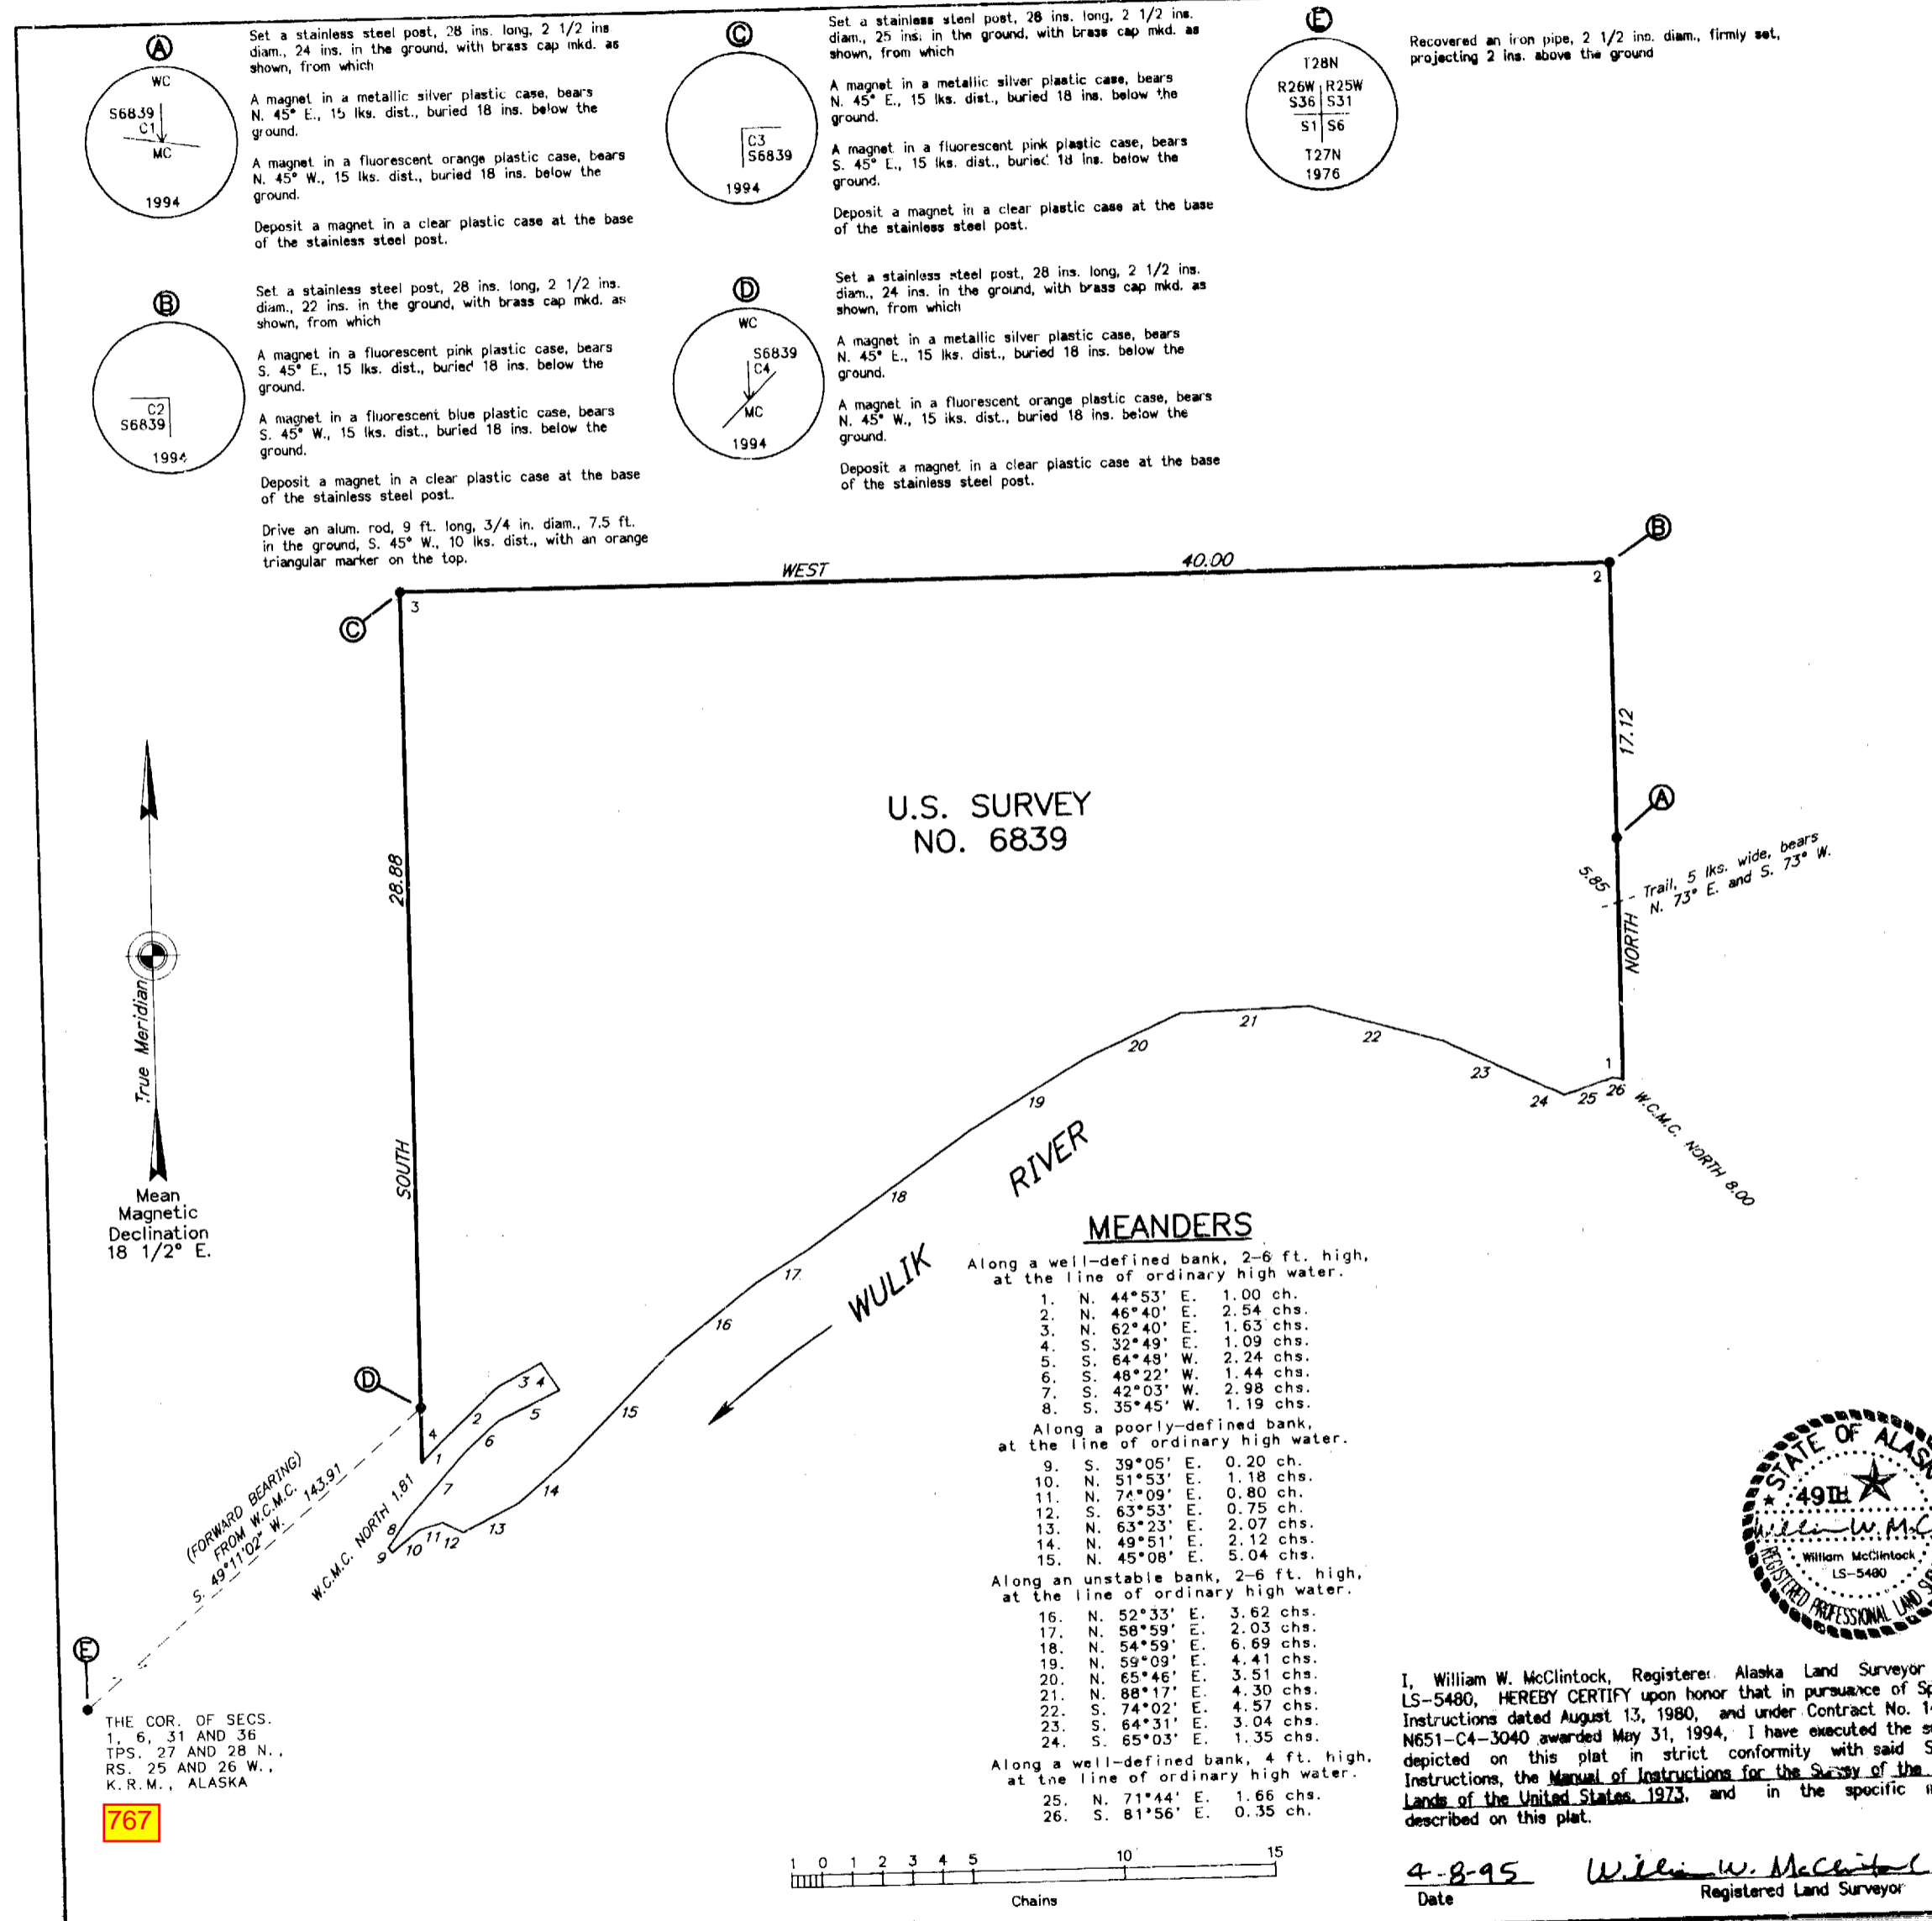 A
WC
S6839
C1
MC
1994
Set a stainless steel post, 28 ins. long, 2 1/2 ins
diam., 24 ins. in the ground, with brass cap mkd. as
shown, from which
A magnet in a metallic silver plastic case, bears
N. 45° E., 15 lks. dist., buried 18 ins. below the
ground.
A magnet in a fluorescent orange plastic case, bears
N. 45° W., 15 lks. dist., buried 18 ins. below the
ground.
Deposit a magnet in a clear plastic case at the base
of the stainless steel post.
B
C2
S6839
1994
Set a stainless steel post, 28 ins. long, 2 1/2 ins.
diam., 22 ins. in the ground, with brass cap mkd. as
shown, from which
A magnet in a fluorescent pink plastic case, bears
S. 45° E., 15 lks. dist., buried 18 ins. below the
ground.
A magnet in a fluorescent blue plastic case, bears
S. 45° W., 15 lks. dist., buried 18 ins. below the
ground.
Deposit a magnet in a clear plastic case at the base
of the stainless steel post.
Drive an alum. rod, 9 ft. long, 3/4 in. diam., 7.5 ft.
in the ground, S. 45° W., 10 lks. dist., with an orange
triangular marker on the top.
C
C3
S6839
1994
Set a stainless steel post, 28 ins. long, 2 1/2 ins.
diam., 25 ins. in the ground, with brass cap mkd. as
shown, from which
A magnet in a metallic silver plastic case, bears
N. 45° E., 15 lks. dist., buried 18 ins. below the
ground.
A magnet in a fluorescent pink plastic case, bears
S. 45° E., 15 lks. dist., buried 18 ins. below the
ground.
Deposit a magnet in a clear plastic case at the base
of the stainless steel post.
D
WC
S6839
C4
MC
1994
Set a stainless steel post, 28 ins. long, 2 1/2 ins.
diam., 24 ins. in the ground, with brass cap mkd. as
shown, from which
A magnet in a metallic silver plastic case, bears
N. 45° E., 15 lks. dist., buried 18 ins. below the
ground.
A magnet in a fluorescent orange plastic case, bears
N. 45° W., 15 lks. dist., buried 18 ins. below the
ground.
Deposit a magnet in a clear plastic case at the base
of the stainless steel post.
E
T28N
R26W R25W
S36 S31
S1 S6
T27N
1976
Recovered an iron pipe, 2 1/2 ins. diam., firmly set,
projecting 2 ins. above the ground
B
WEST 40.00
2
3
C
17.12
A
U.S. SURVEY
NO. 6839
28.88
5.85
Trail, 5 lks. wide, bears
N. 73° E. and S. 73° W.
NORTH
True Meridian
Mean
Magnetic
Declination
18 1/2° E.
SOUTH
21
20
22
23
19
24
25
26
1
W.C.M.C. NORTH 8.00
18
17
16
15
WULIK RIVER
D
4
3 4
2
5
1
6
7
14
8
9
10
11
12
13
W.C.M.C. NORTH 1.81
(FORWARD BEARING)
FROM W.C.M.C.
S. 49°11'02" W. 143.91
E
THE COR. OF SECS.
1, 6, 31 AND 36
TPS. 27 AND 28 N.,
RS. 25 AND 26 W.,
K.R.M., ALASKA
767
MEANDERS
Along a well-defined bank, 2-6 ft. high,
at the line of ordinary high water.
1. N. 44°53' E. 1.00 ch.
2. N. 46°40' E. 2.54 chs.
3. N. 62°40' E. 1.63 chs.
4. S. 32°49' E. 1.09 chs.
5. S. 64°49' W. 2.24 chs.
6. S. 48°22' W. 1.44 chs.
7. S. 42°03' W. 2.98 chs.
8. S. 35°45' W. 1.19 chs.
Along a poorly-defined bank,
at the line of ordinary high water.
9. S. 39°05' E. 0.20 ch.
10. N. 51°53' E. 1.18 chs.
11. N. 74°09' E. 0.80 ch.
12. S. 63°53' E. 0.75 ch.
13. N. 63°23' E. 2.07 chs.
14. N. 49°51' E. 2.12 chs.
15. N. 45°08' E. 5.04 chs.
Along an unstable bank, 2-6 ft. high,
at the line of ordinary high water.
16. N. 52°33' E. 3.62 chs.
17. N. 58°59' E. 2.03 chs.
18. N. 54°59' E. 6.69 chs.
19. N. 59°09' E. 4.41 chs.
20. N. 65°46' E. 3.51 chs.
21. N. 88°17' E. 4.30 chs.
22. S. 74°02' E. 4.57 chs.
23. S. 64°31' E. 3.04 chs.
24. S. 65°03' E. 1.35 chs.
Along a well-defined bank, 4 ft. high,
at the line of ordinary high water.
25. N. 71°44' E. 1.66 chs.
26. S. 81°56' E. 0.35 ch.
1 0 1 2 3 4 5 10 15
Chains
STATE OF ALAS
49TH
William W. McC
William McClintock
LS-5480
REGISTERED PROFESSIONAL LAND SU
I, William W. McClintock, Registered Alaska Land Surveyor
LS-5480, HEREBY CERTIFY upon honor that in pursuance of Sp
Instructions dated August 13, 1980, and under Contract No. 1
N651-C4-3040 awarded May 31, 1994, I have executed the s
depicted on this plat in strict conformity with said S
Instructions, the Manual of Instructions for the Survey of the
Lands of the United States, 1973, and in the specific
described on this plat.
4-8-95 William W. McClintock
Date Registered Land Surveyor